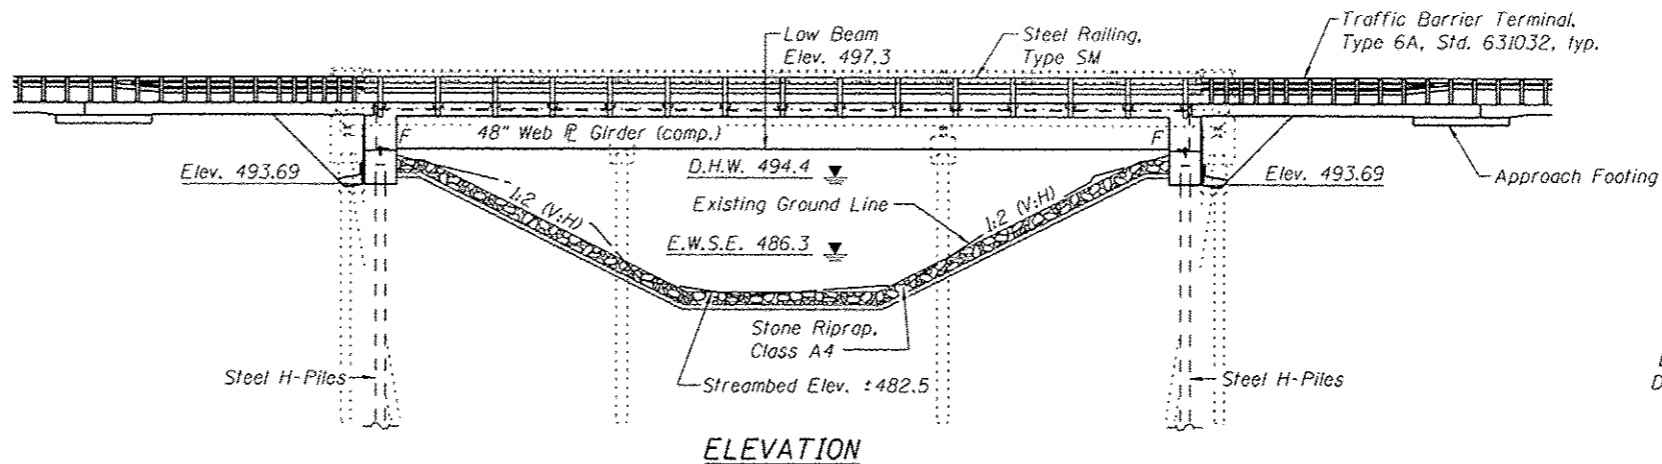 Traffic Barrier Terminal,
Type 6A, Std. 631032, typ.
Low Beam
Elev. 497.3
Steel Railing,
Type SM
F
48" Web ℄ Girder (comp.)
F
Elev. 493.69
D.H.W. 494.4
Elev. 493.69
Approach Footing
1:2 (V:H)
Existing Ground Line
1:2 (V:H)
E.W.S.E. 486.3
Stone Riprap,
Class A4
Steel H-Piles
Streambed Elev. ±482.5
Steel H-Piles
D
ELEVATION